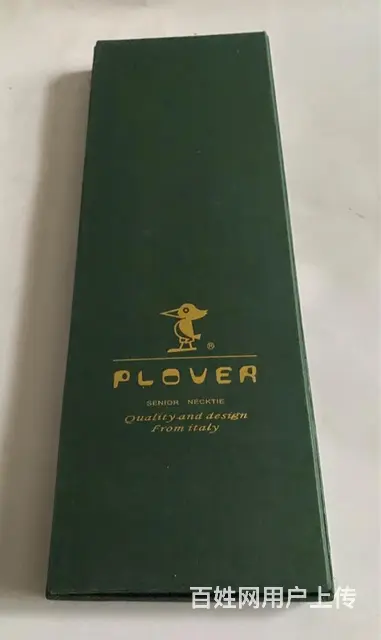 ®
PLOVER
SENIOR NECKTIE
Quality and design
From italy
百姓网用户上传